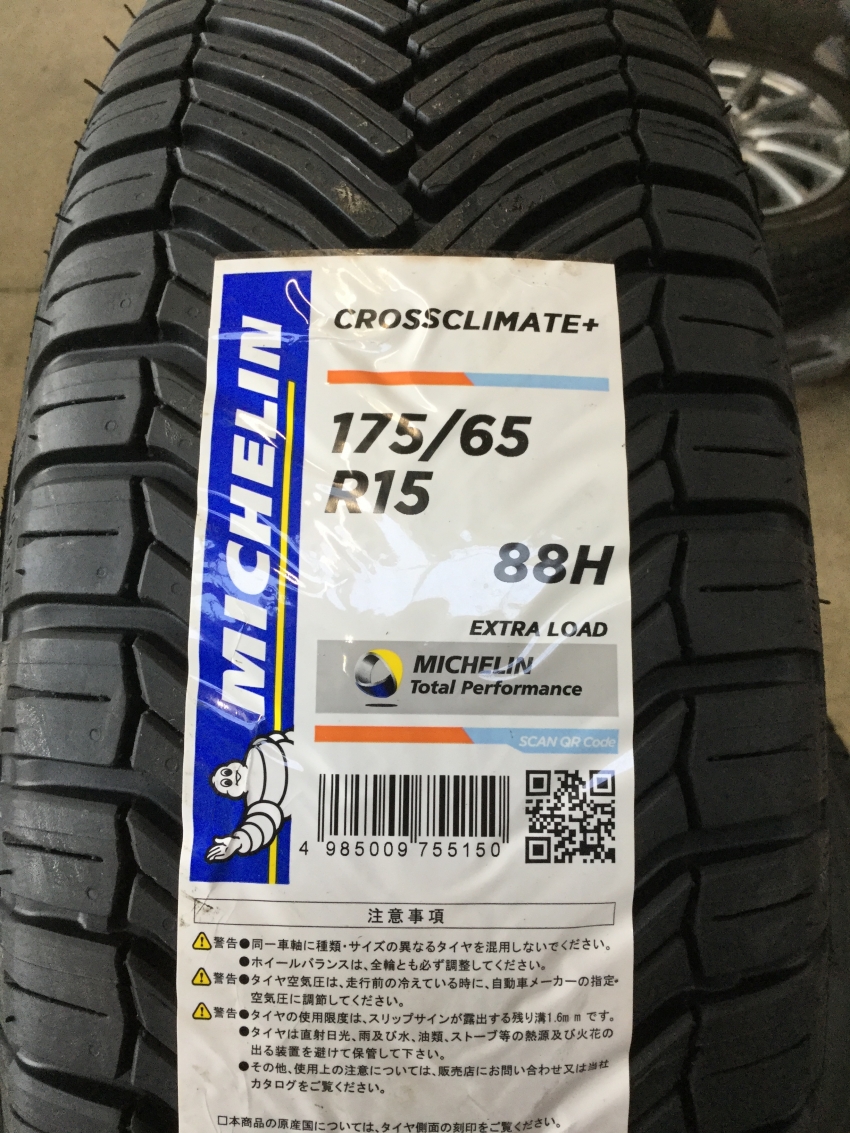 MICHELIN
CROSSCLIMATE+
175/65
R15
88H
EXTRA LOAD
MICHELIN
Total Performance
SCAN QR Code
4 985009 755150
注意事項
警告●同一車軸に種類・サイズの異なるタイヤを混用しないでください。
●ホイールバランスは、全輪とも必ず調整してください。
警告●タイヤ空気圧は、走行前の冷えている時に、自動車メーカーの指定
空気圧に調節してください。
警告●タイヤの使用限度は、スリップサインが露出する残り溝1.6mmです。
●タイヤは直射日光、雨及び水、油類、ストーブ等の熱源及び火花の
出る装置を避けて保管して下さい。
●その他、使用上の注意については、販売店にお問い合わせ又は当社
カタログをご覧ください。
□本商品の原産国については、タイヤ側面の刻印をご覧ください。